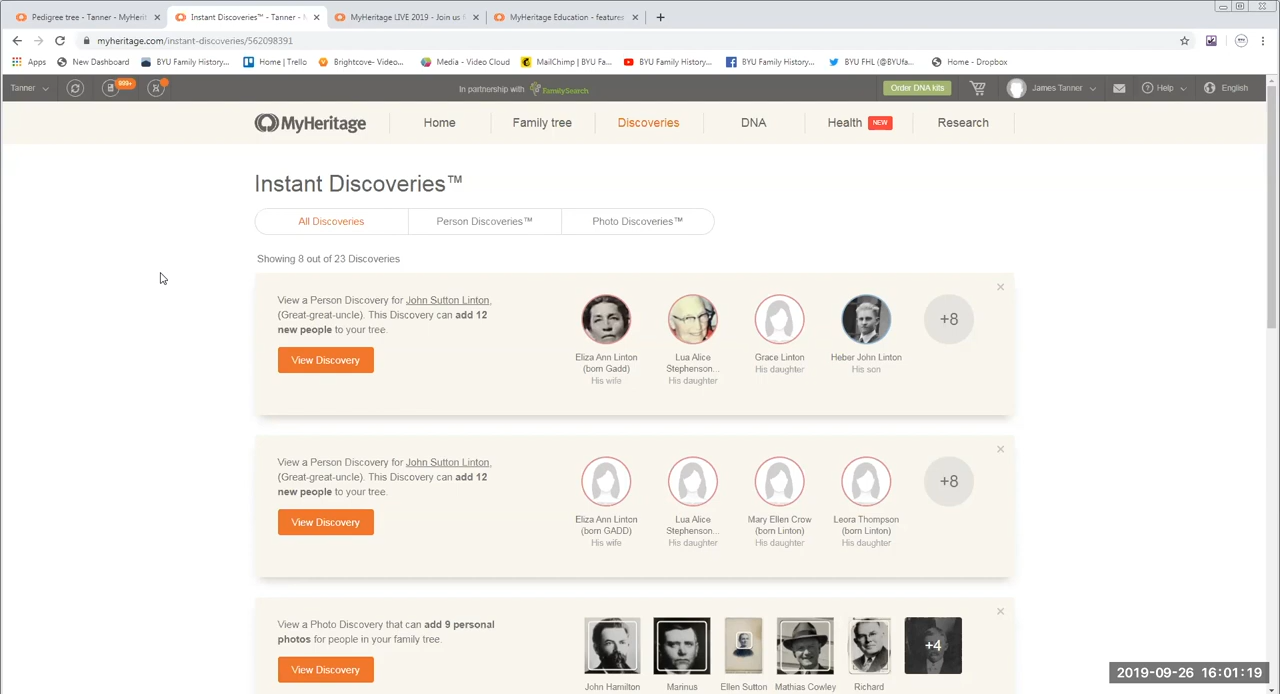 Pedigree tree - Tanner - MyHerit
Instant Discoveries™ - Tanner -
MyHeritage LIVE 2019 - Join us f
MyHeritage Education - features
myheritage.com/instant-discoveries/562098391
Apps
New Dashboard
BYU Family History...
Home | Trello
Brightcove- Video...
Media - Video Cloud
MailChimp | BYU Fa...
BYU Family History...
BYU Family History...
BYU FHL (@BYUfa...
Home - Dropbox
Tanner
999+
In partnership with FamilySearch
Order DNA kits
James Tanner
Help
English
MyHeritage
Home
Family tree
Discoveries
DNA
Health NEW
Research
Instant Discoveries™
All Discoveries
Person Discoveries™
Photo Discoveries™
Showing 8 out of 23 Discoveries
View a Person Discovery for John Sutton Linton,
(Great-great-uncle). This Discovery can add 12
new people to your tree.
View Discovery
Eliza Ann Linton
(born Gadd)
His wife
Lua Alice
Stephenson...
His daughter
Grace Linton
His daughter
Heber John Linton
His son
+8
View a Person Discovery for John Sutton Linton,
(Great-great-uncle). This Discovery can add 12
new people to your tree.
View Discovery
Eliza Ann Linton
(born GADD)
His wife
Lua Alice
Stephenson...
His daughter
Mary Ellen Crow
(born Linton)
His daughter
Leora Thompson
(born Linton)
His daughter
+8
View a Photo Discovery that can add 9 personal
photos for people in your family tree.
View Discovery
John Hamilton
Marinus
Ellen Sutton
Mathias Cowley
Richard
+4
2019-09-26 16:01:19